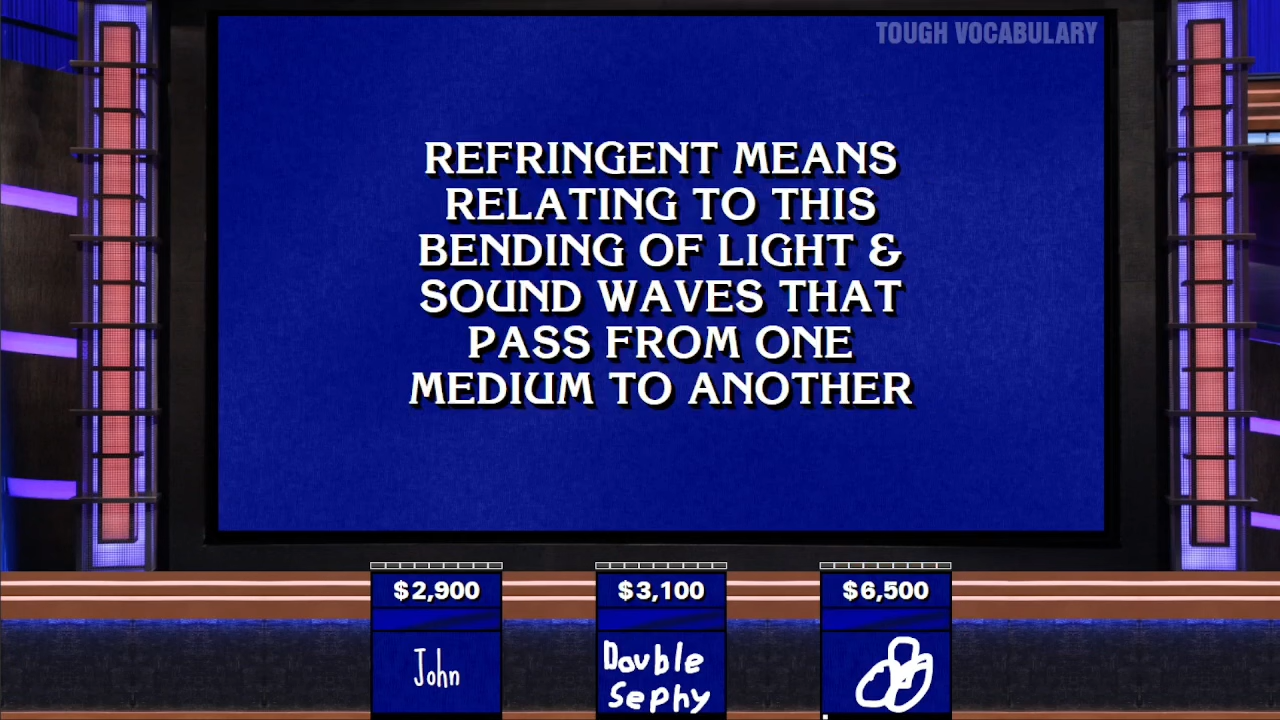 TOUGH VOCABULARY
REFRINGENT MEANS
RELATING TO THIS
BENDING OF LIGHT &
SOUND WAVES THAT
PASS FROM ONE
MEDIUM TO ANOTHER
$2,900 $3,100 $6,500
John
Double
Sephy